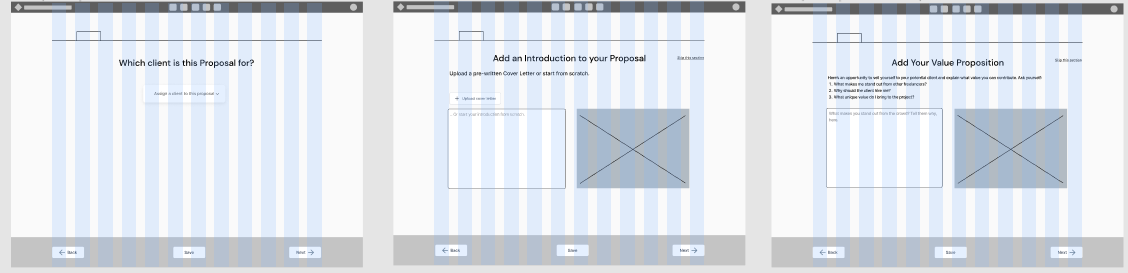 Which client is this Proposal for?
Assign a client to this proposal
Back
Save
Next
Add an Introduction to your Proposal
Skip this section
Upload a pre-written Cover Letter or start from scratch.
+ Upload cover letter
Or start your introduction from scratch.
Back
Save
Next
Add Your Value Proposition
Skip this section
Here's an opportunity to sell yourself to your potential client and explain what value you can contribute. Ask yourself:
1. What makes me stand out from other freelancers?
2. Why should the client hire me?
3. What unique value do I bring to the project?
What makes you stand out from the crowd? Tell them why,
here.
Back
Save
Next